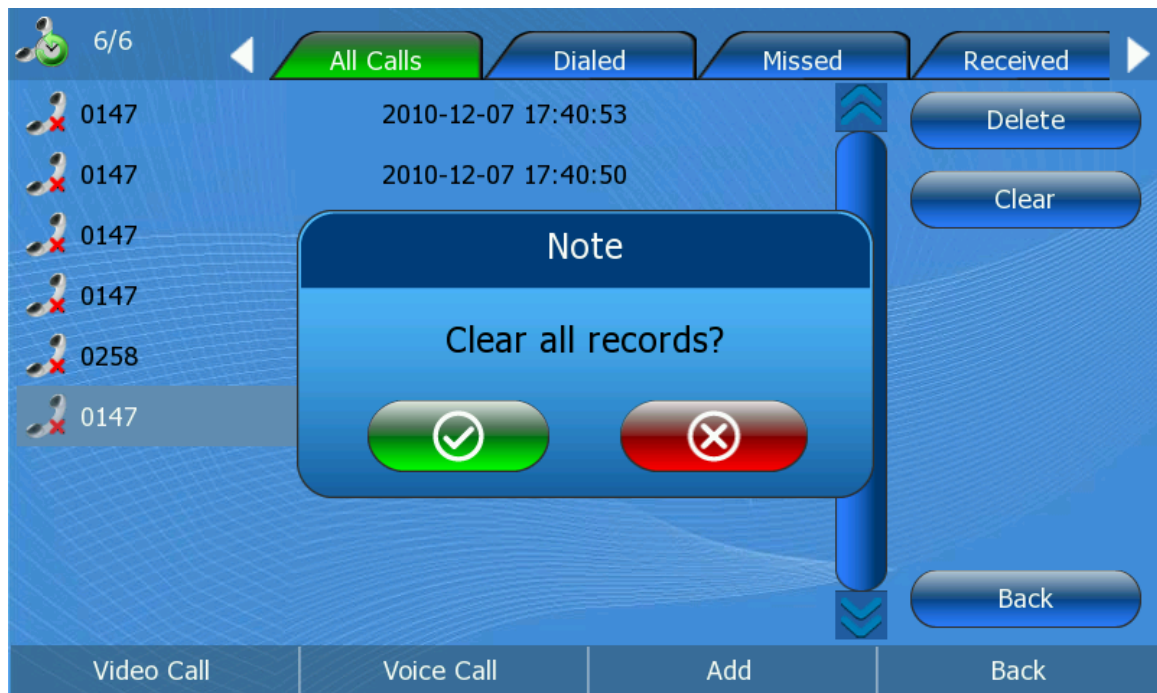 6/6
All Calls Dialed Missed Received
0147 2010-12-07 17:40:53 Delete
0147 2010-12-07 17:40:50
Clear
0147
Note
0147
Clear all records?
0258
0147
Back
Video Call Voice Call Add Back